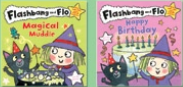 Flashbang and Flo
Magical
Muddle
Flashbang and Flo
Happy
Birthday